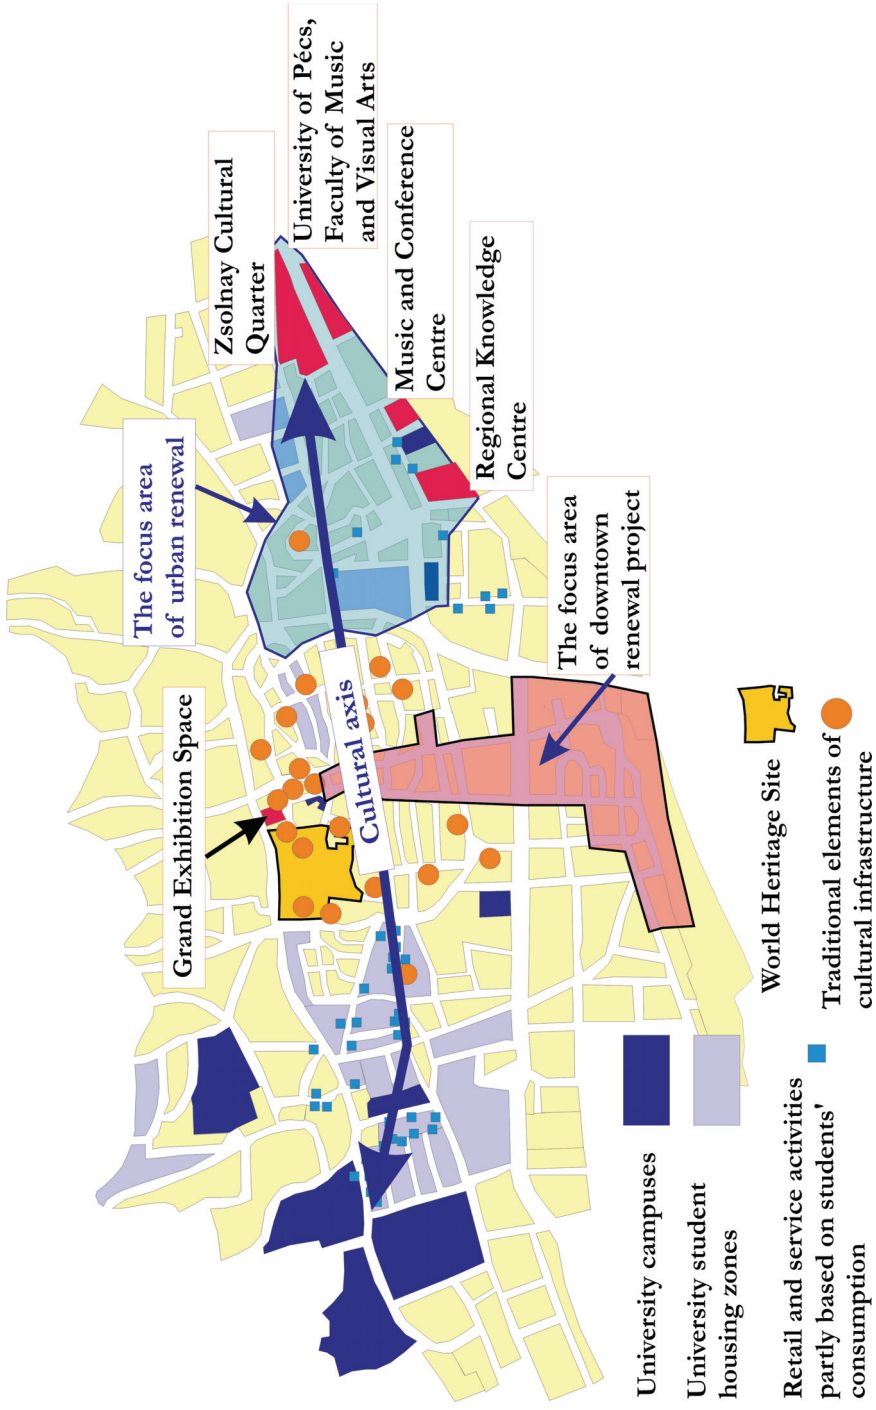 University of Pécs,
Faculty of Music
and Visual Arts
Zsolnay Cultural
Quarter
Music and Conference
Centre
Regional Knowledge
Centre
The focus area
of urban renewal
The focus area
of downtown
renewal project
Cultural axis
Grand Exhibition Space
University campuses
University student
housing zones
Retail and service activities
partly based on students'
consumption
World Heritage Site
Traditional elements of
cultural infrastructure